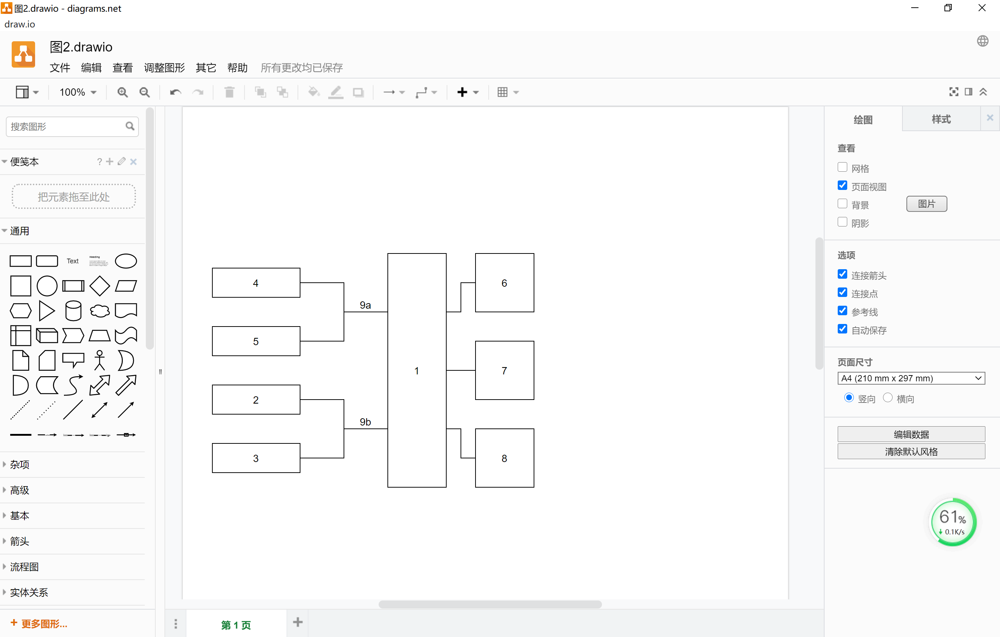 图2.drawio - diagrams.net
draw.io
图2.drawio
文件 编辑 查看 调整图形 其它 帮助 所有更改均已保存
100%
搜索图形
便笺本
?
把元素拖至此处
通用
Text
Heading
杂项
高级
基本
箭头
流程图
实体关系
+ 更多图形...
4
5
2
3
9a
9b
1
6
7
8
第 1 页
绘图
样式
查看
网格
页面视图
背景
图片
阴影
选项
连接箭头
连接点
参考线
自动保存
页面尺寸
A4 (210 mm x 297 mm)
竖向 横向
编辑数据
清除默认风格
61%
0.1K/s